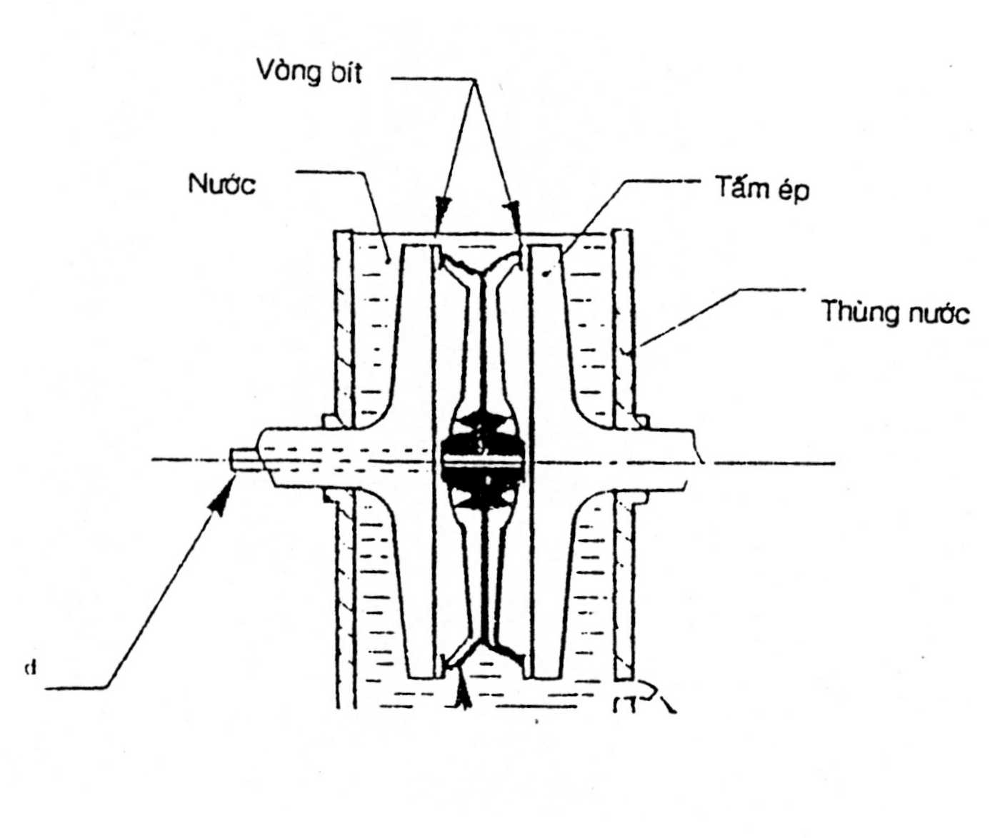 Vòng bít
Nước
Tấm ép
Thùng nước
d